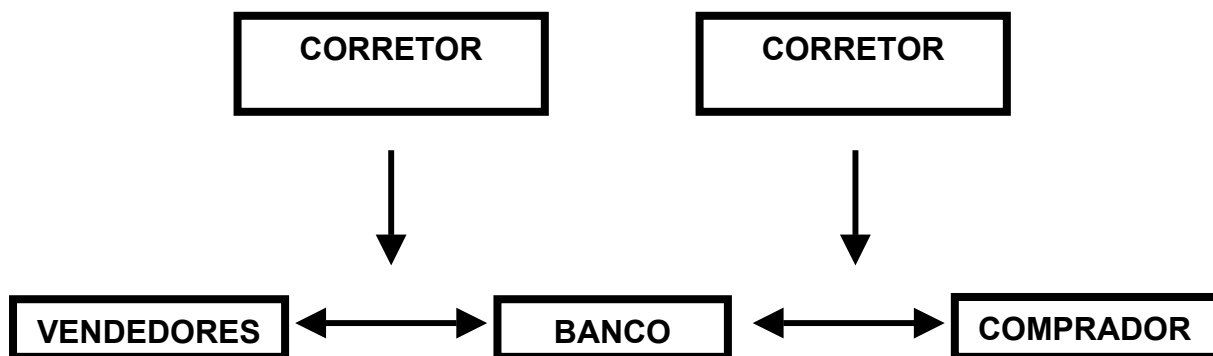 CORRETOR
CORRETOR
VENDEDORES
BANCO
COMPRADOR